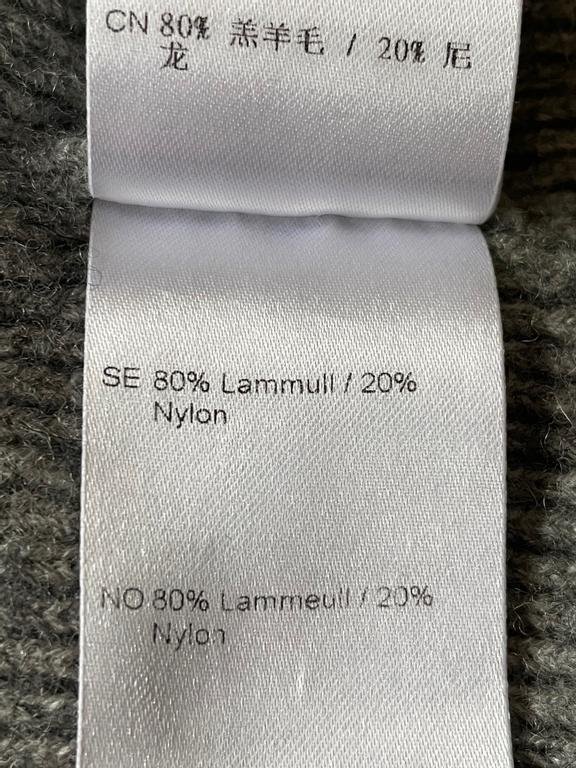 CN 80% 羔羊毛 / 20% 尼
龙
SE 80% Lammull / 20%
Nylon
NO 80% Lammeull / 20%
Nylon